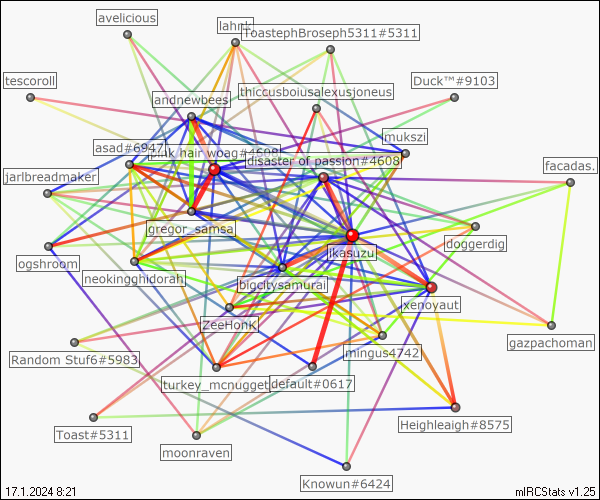 avelicious
lahnk
ToastephBroseph5311#5311
tescoroll
Duck™#9103
thiccusboiusalexusjoneus
andnewbees
mukszi
asad#6947
pink hair woag#4608
disaster of passion#4608
facadas.
jarlbreadmaker
gregor_samsa
doggerdig
ikasuzu
ogshroom
neokingghidorah
bigcitysamurai
xenoyaut
ZeeHonk
gazpachoman
Random Stuf6#5983
mingus4742
turkey_mcnugget
default#0617
Heighleaigh#8575
Toast#5311
moonraven
Knowun#6424
17.1.2024 8:21
mIRCStats v1.25